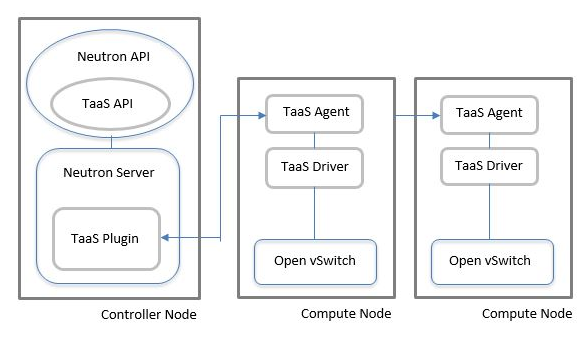 Neutron API
TaaS API
Neutron Server
TaaS Plugin
Controller Node
TaaS Agent
TaaS Driver
Open vSwitch
Compute Node
TaaS Agent
TaaS Driver
Open vSwitch
Compute Node